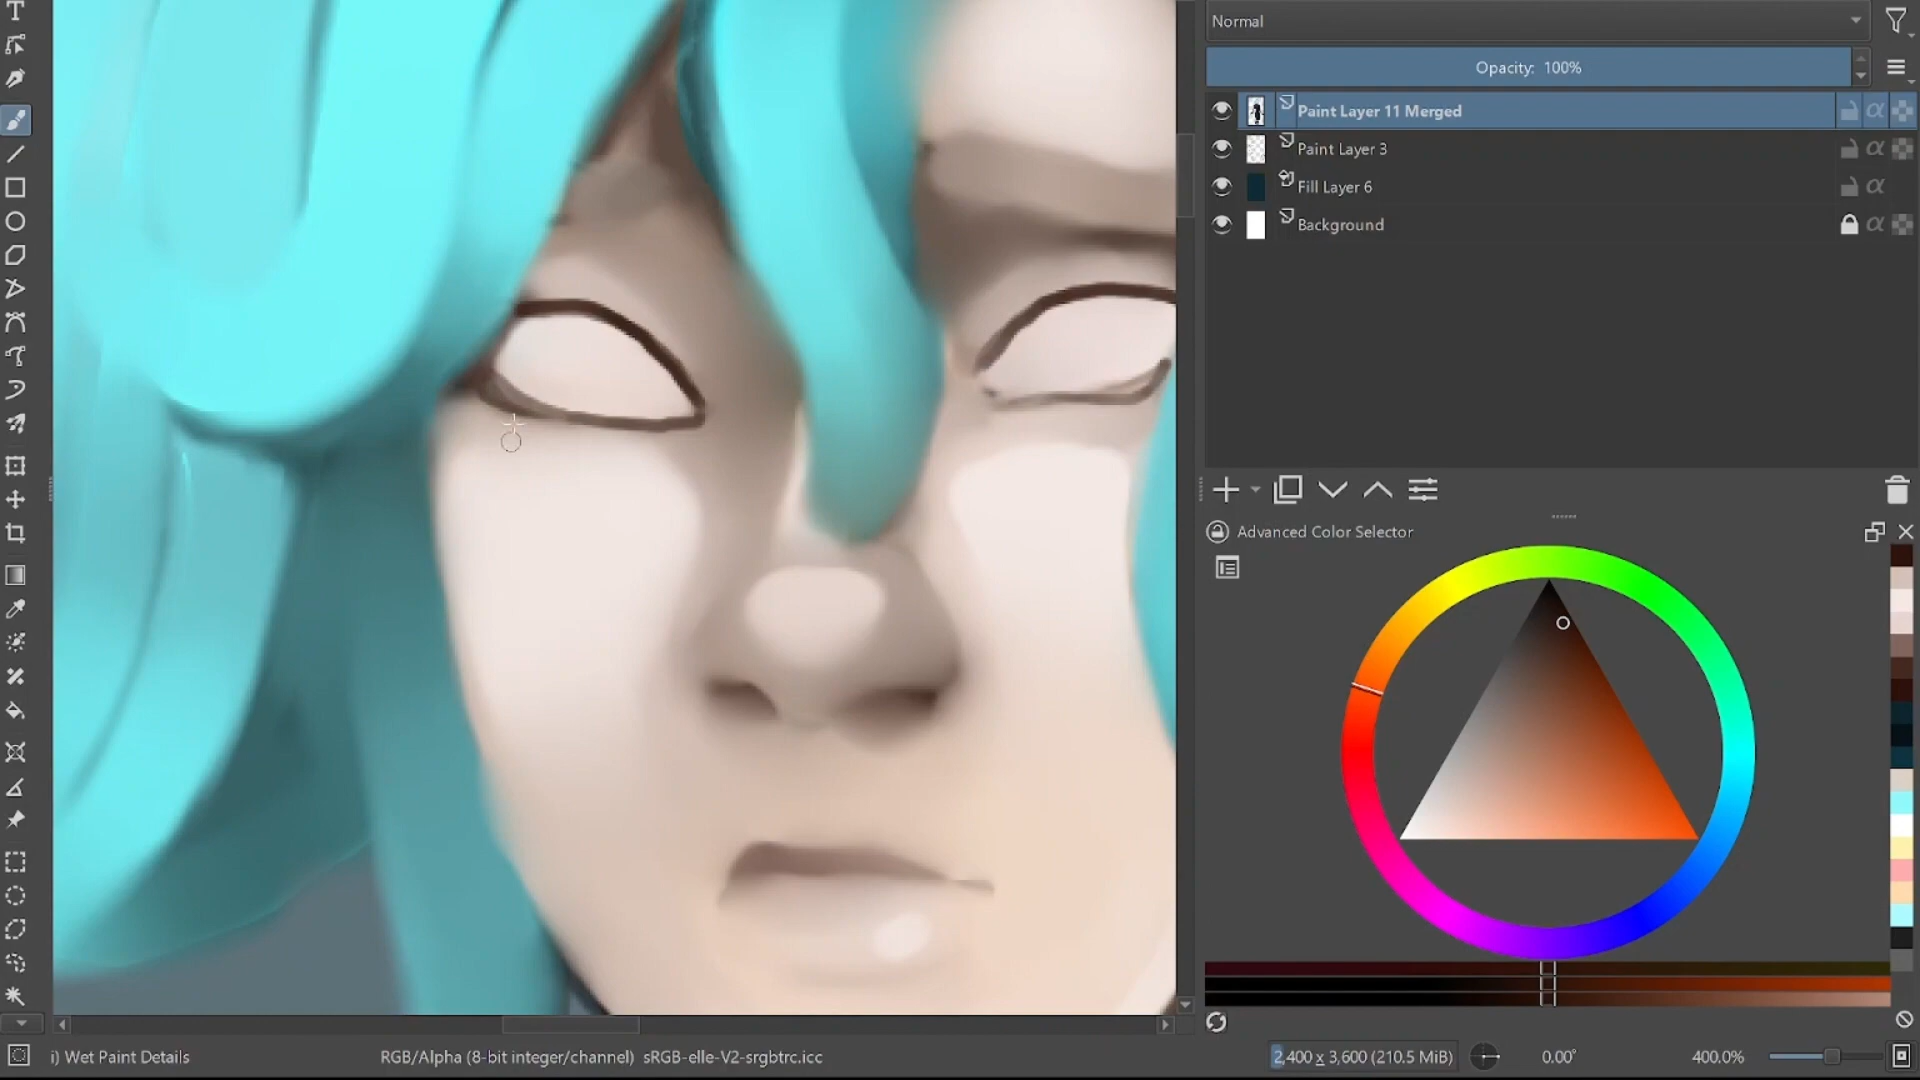 Normal
Opacity: 100%
Paint Layer 11 Merged
Paint Layer 3
Fill Layer 6
Background
Advanced Color Selector
i) Wet Paint Details
RGB/Alpha (8-bit integer/channel) sRGB-elle-V2-srgbtrc.icc
2,400 x 3,600 (210.5 MiB)
0.00°
400.0%